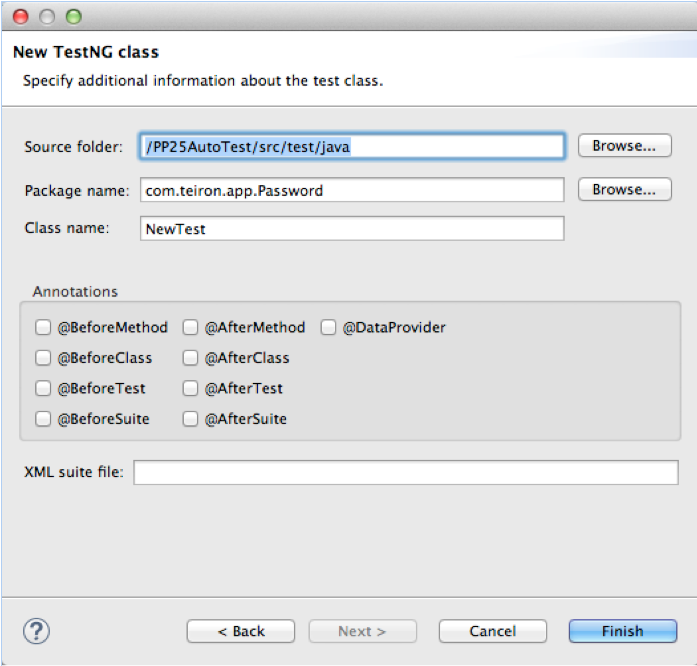 New TestNG class
Specify additional information about the test class.
Source folder: /PP25AutoTest/src/test/java Browse...
Package name: com.teiron.app.Password Browse...
Class name: NewTest
Annotations
@BeforeMethod @AfterMethod @DataProvider
@BeforeClass @AfterClass
@BeforeTest @AfterTest
@BeforeSuite @AfterSuite
XML suite file:
? < Back Next > Cancel Finish